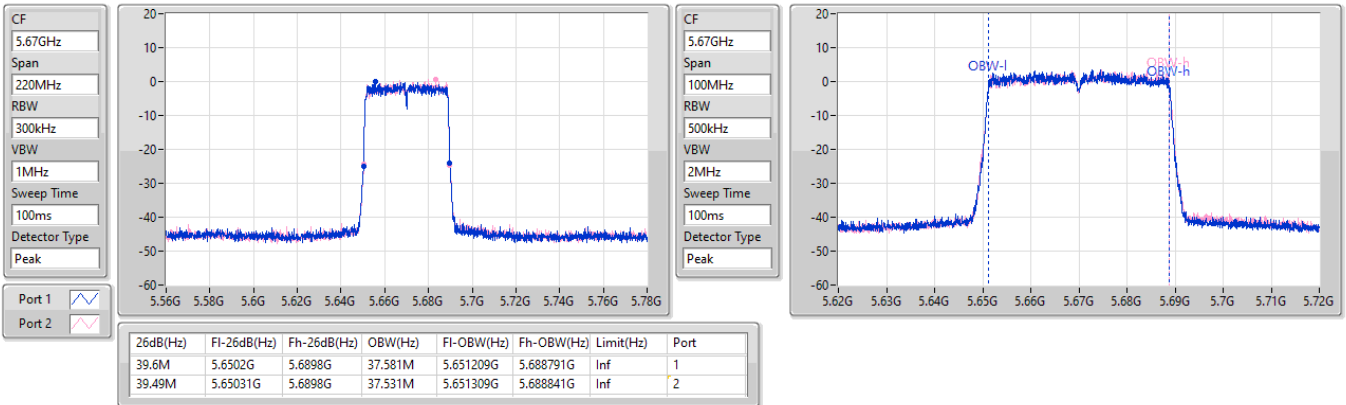 CF
5.67GHz
Span
220MHz
RBW
300kHz
VBW
1MHz
Sweep Time
100ms
Detector Type
Peak
Port 1
Port 2
20
10
0
-10
-20
-30
-40
-50
-60
5.56G 5.58G 5.6G 5.62G 5.64G 5.66G 5.68G 5.7G 5.72G 5.74G 5.76G 5.78G
CF
5.67GHz
Span
100MHz
RBW
500kHz
VBW
2MHz
Sweep Time
100ms
Detector Type
Peak
20
10
0
-10
-20
-30
-40
-50
-60
OBW-l
OBW-h
OBW-h
5.62G 5.63G 5.64G 5.65G 5.66G 5.67G 5.68G 5.69G 5.7G 5.71G 5.72G
26dB(Hz) Fl-26dB(Hz) Fh-26dB(Hz) OBW(Hz) Fl-OBW(Hz) Fh-OBW(Hz) Limit(Hz) Port
39.6M 5.6502G 5.6898G 37.581M 5.651209G 5.688791G Inf 1
39.49M 5.65031G 5.6898G 37.531M 5.651309G 5.688841G Inf 2